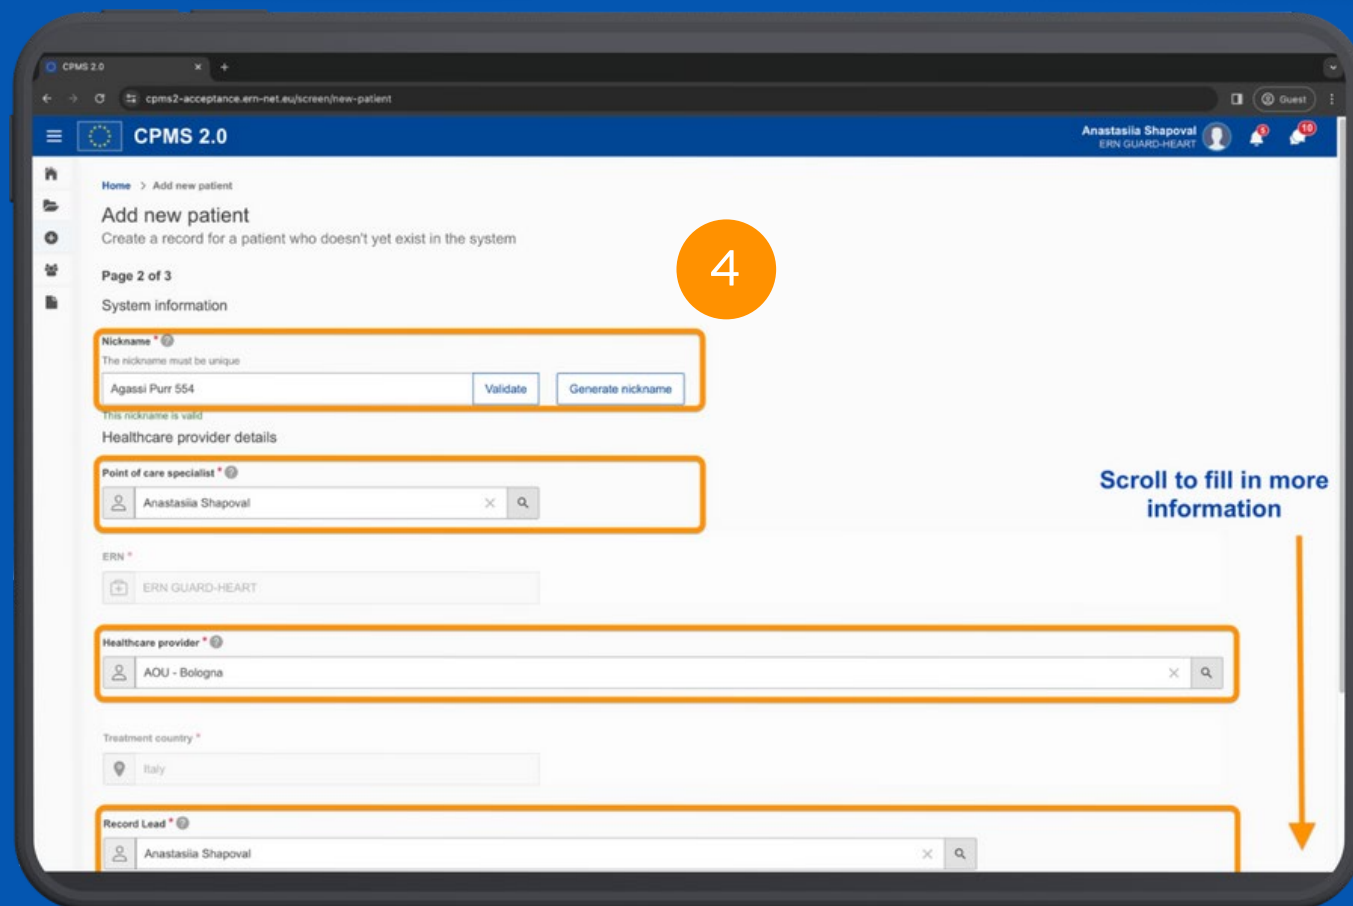 CPMS 2.0
cpms2-acceptance.ern-net.eu/screen/new-patient
Guest
CPMS 2.0
Anastasiia Shapoval
ERN GUARD-HEART
5
10
Home > Add new patient
Add new patient
Create a record for a patient who doesn't yet exist in the system
4
Page 2 of 3
System information
Nickname *
The nickname must be unique
Agassi Purr 554
Validate
Generate nickname
This nickname is valid
Healthcare provider details
Point of care specialist *
Anastasiia Shapoval
Scroll to fill in more
information
ERN *
ERN GUARD-HEART
Healthcare provider *
AOU - Bologna
Treatment country *
Italy
Record Lead *
Anastasiia Shapoval